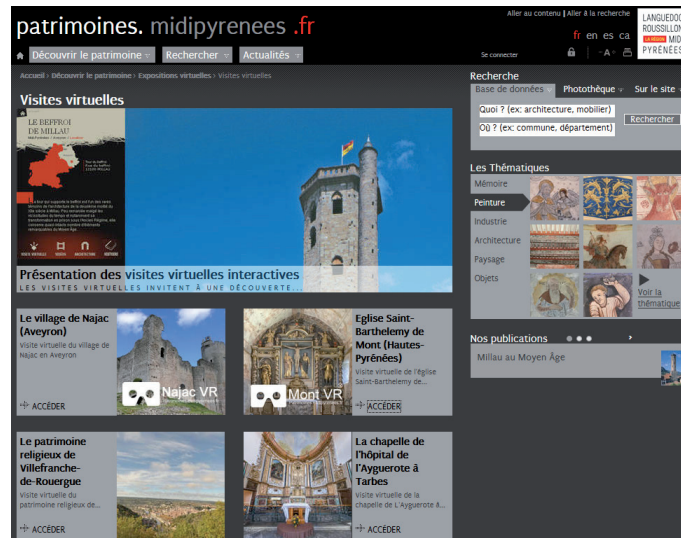 Aller au contenu | Aller à la recherche
patrimoines. midipyrenees .fr
fr en es ca
LANGUEDOC
ROUSSILLON
LA RÉGION MIDI
PYRÉNÉES
Découvrir le patrimoine
Rechercher
Actualités
Se connecter
-A+
Accueil › Découvrir le patrimoine › Expositions virtuelles › Visites virtuelles
Visites virtuelles
LE BEFFROI
DE MILLAU
VISITE VIRTUELLE
ARCHITECTURE
HISTOIRE
Présentation des visites virtuelles interactives
LES VISITES VIRTUELLES INVITENT À UNE DÉCOUVERTE...
Le village de Najac
(Aveyron)
Visite virtuelle du village de
Najac en Aveyron
ACCÉDER
Najac VR
Mont VR
Eglise Saint-
Barthelemy de
Mont (Hautes-
Pyrénées)
Visite virtuelle de l'église
Saint-Barthelemy de...
ACCÉDER
Le patrimoine
religieux de
Villefranche-
de-Rouergue
Visite virtuelle du
patrimoine religieux de...
ACCÉDER
La chapelle de
l'hôpital de
l'Ayguerote à
Tarbes
Visite virtuelle de la
chapelle de L'Ayguerote à...
ACCÉDER
Recherche
Base de données
Photothèque
Sur le site
Quoi ? (ex: architecture, mobilier)
Où ? (ex: commune, département)
Rechercher
Les Thématiques
Mémoire
Peinture
Industrie
Architecture
Paysage
Objets
Voir la
thématique
Nos publications
Millau au Moyen Âge